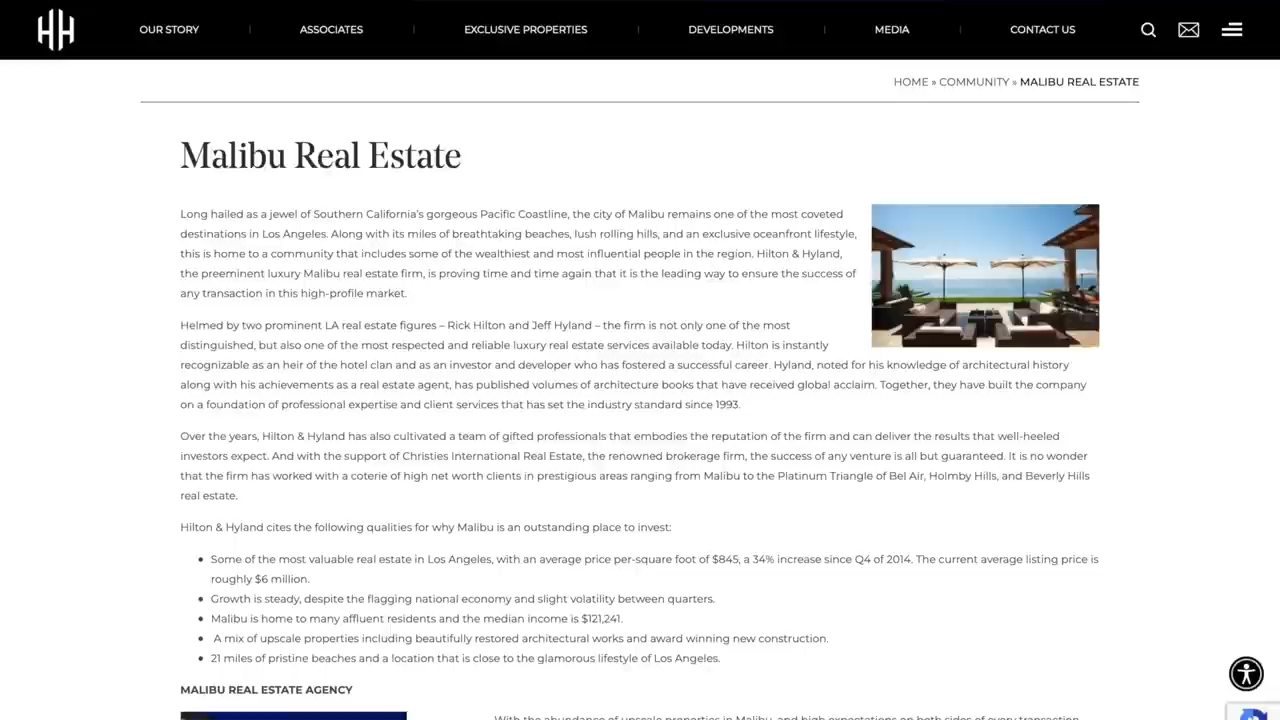 HH
OUR STORY
ASSOCIATES
EXCLUSIVE PROPERTIES
DEVELOPMENTS
MEDIA
CONTACT US
HOME » COMMUNITY » MALIBU REAL ESTATE
Malibu Real Estate
Long hailed as a jewel of Southern California's gorgeous Pacific Coastline, the city of Malibu remains one of the most coveted
destinations in Los Angeles. Along with its miles of breathtaking beaches, lush rolling hills, and an exclusive oceanfront lifestyle,
this is home to a community that includes some of the wealthiest and most influential people in the region. Hilton & Hyland,
the preeminent luxury Malibu real estate firm, is proving time and time again that it is the leading way to ensure the success of
any transaction in this high-profile market.
Helmed by two prominent LA real estate figures – Rick Hilton and Jeff Hyland – the firm is not only one of the most
distinguished, but also one of the most respected and reliable luxury real estate services available today. Hilton is instantly
recognizable as an heir of the hotel clan and as an investor and developer who has fostered a successful career. Hyland, noted for his knowledge of architectural history
along with his achievements as a real estate agent, has published volumes of architecture books that have received global acclaim. Together, they have built the company
on a foundation of professional expertise and client services that has set the industry standard since 1993.
Over the years, Hilton & Hyland has also cultivated a team of gifted professionals that embodies the reputation of the firm and can deliver the results that well-heeled
investors expect. And with the support of Christies International Real Estate, the renowned brokerage firm, the success of any venture is all but guaranteed. It is no wonder
that the firm has worked with a coterie of high net worth clients in prestigious areas ranging from Malibu to the Platinum Triangle of Bel Air, Holmby Hills, and Beverly Hills
real estate.
Hilton & Hyland cites the following qualities for why Malibu is an outstanding place to invest:
• Some of the most valuable real estate in Los Angeles, with an average price per-square foot of $845, a 34% increase since Q4 of 2014. The current average listing price is
roughly $6 million.
• Growth is steady, despite the flagging national economy and slight volatility between quarters.
• Malibu is home to many affluent residents and the median income is $121,241.
• A mix of upscale properties including beautifully restored architectural works and award winning new construction.
• 21 miles of pristine beaches and a location that is close to the glamorous lifestyle of Los Angeles.
MALIBU REAL ESTATE AGENCY
With the abundance of upscale properties in Malibu, and high expectations on both sides of every transaction